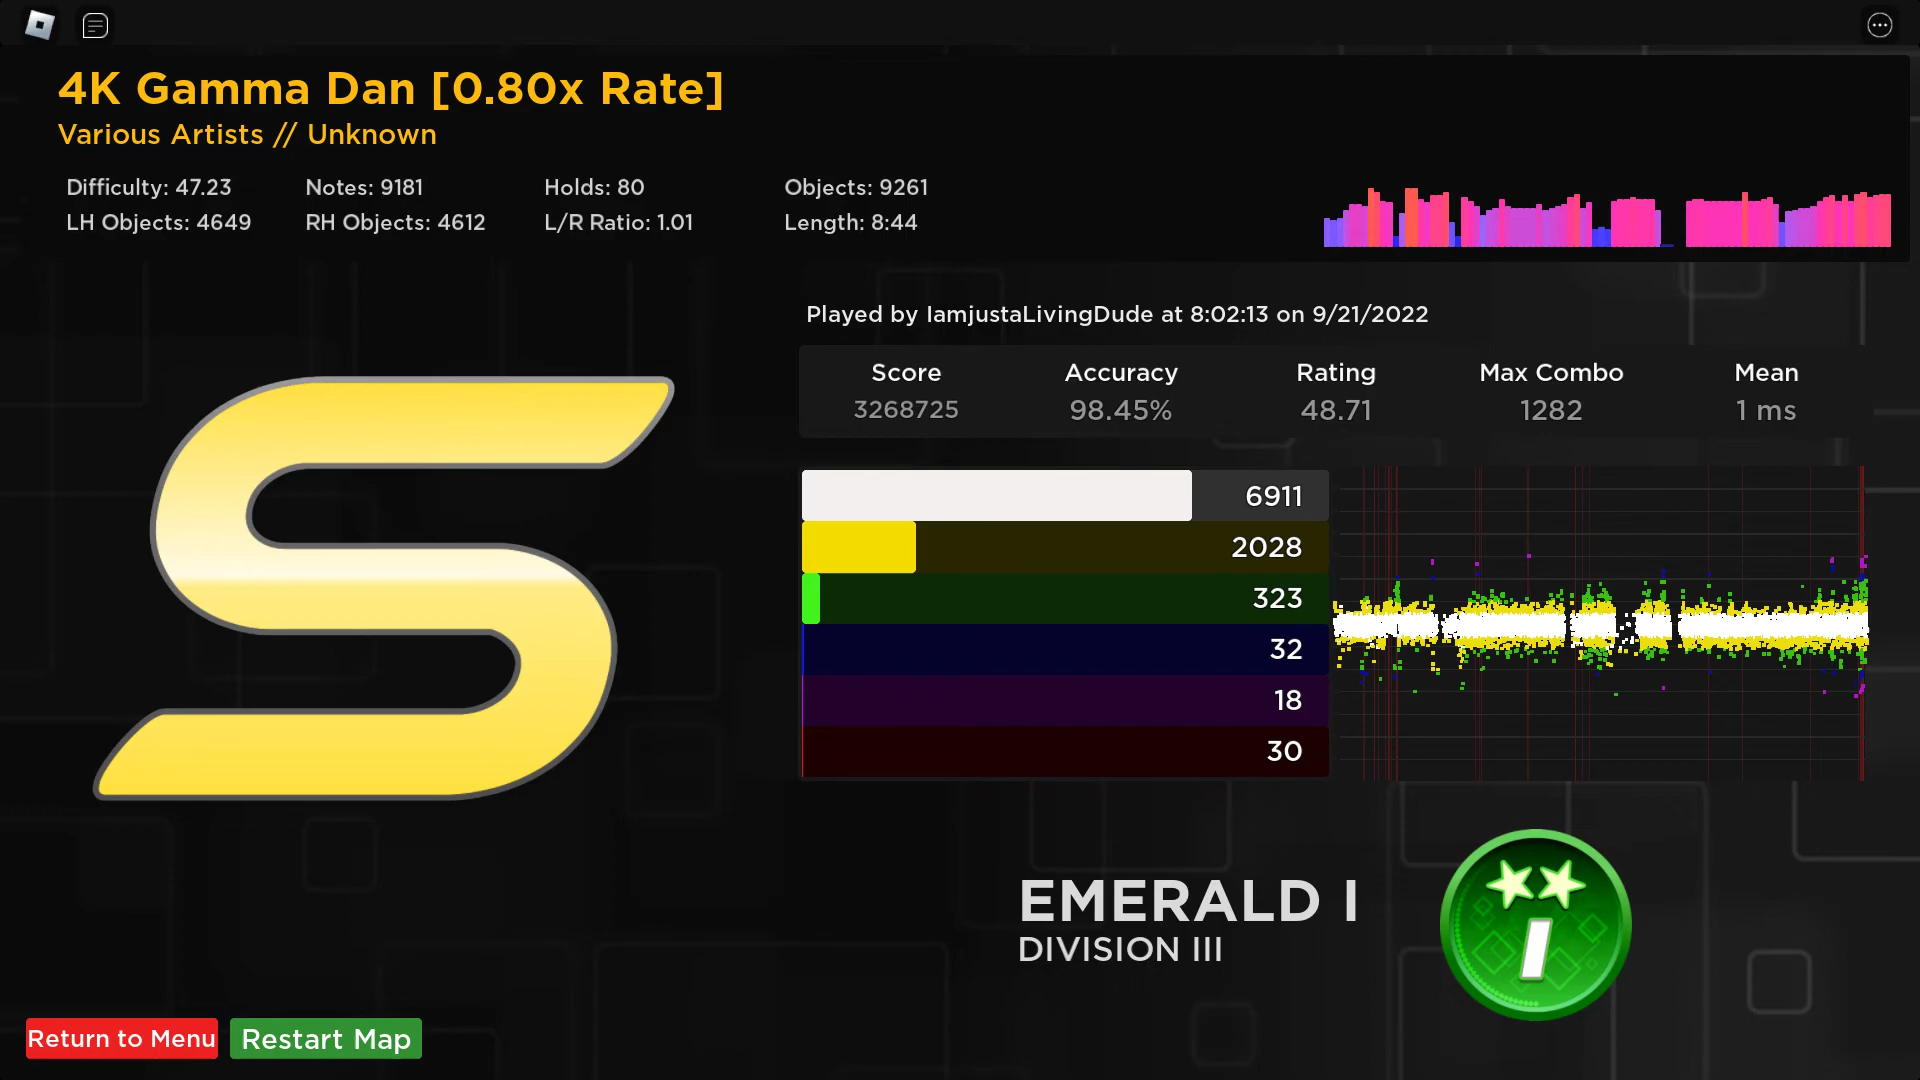 4K Gamma Dan [0.80x Rate]
Various Artists // Unknown
Difficulty: 47.23 Notes: 9181 Holds: 80 Objects: 9261
LH Objects: 4649 RH Objects: 4612 L/R Ratio: 1.01 Length: 8:44
Played by IamjustaLivingDude at 8:02:13 on 9/21/2022
Score Accuracy Rating Max Combo Mean
3268725 98.45% 48.71 1282 1 ms
S
6911
2028
323
32
18
30
EMERALD I
DIVISION III
I
Return to Menu Restart Map